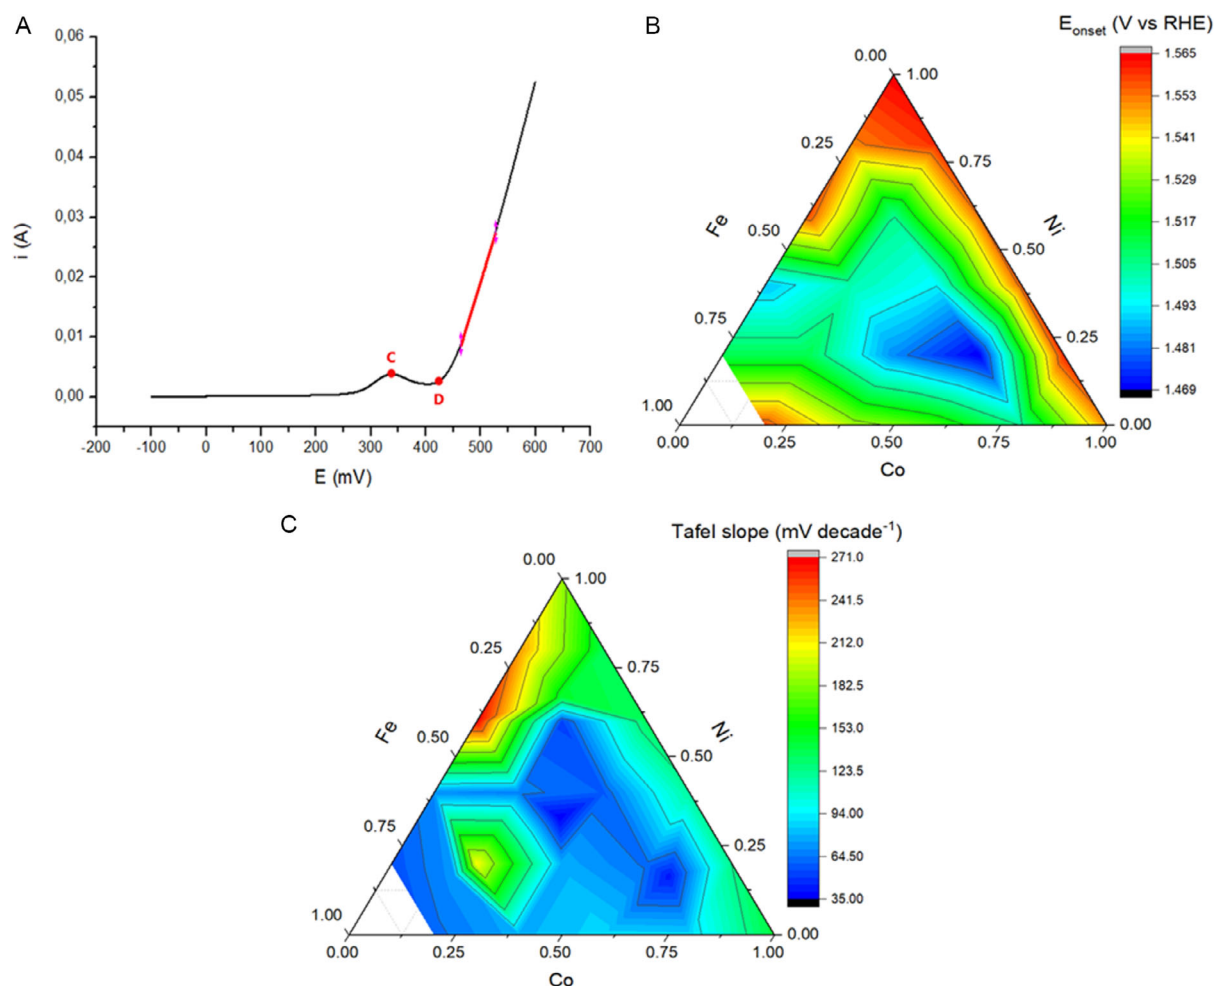 A
0,06
0,05
0,04
0,03
0,02
0,01
0,00
i (A)
C
D
-200 -100 0 100 200 300 400 500 600 700
E (mV)
B
E_onset (V vs RHE)
1.565
1.553
1.541
1.529
1.517
1.505
1.493
1.481
1.469
0.00
0.25
0.50
0.75
1.00
Fe
1.00
0.75
0.50
0.25
0.00
Ni
0.00 0.25 0.50 0.75 1.00
Co
C
Tafel slope (mV decade⁻¹)
271.0
241.5
212.0
182.5
153.0
123.5
94.00
64.50
35.00
0.00
0.25
0.50
0.75
1.00
Fe
1.00
0.75
0.50
0.25
0.00
Ni
0.00 0.25 0.50 0.75 1.00
Co